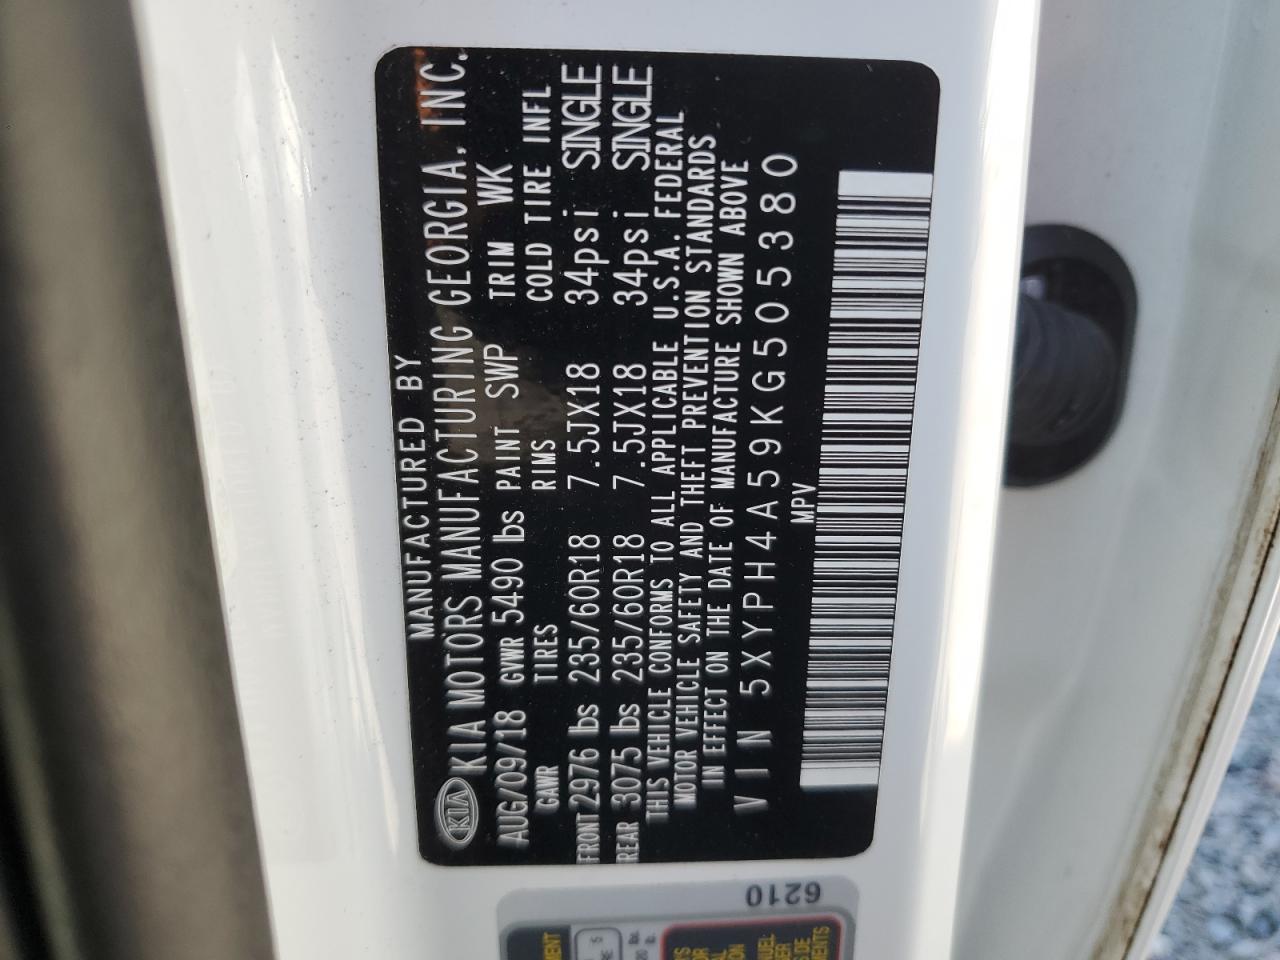 MANUFACTURED BY
KIA KIA MOTORS MANUFACTURING GEORGIA, INC.
AUG/09/18 GVWR 5490 lbs PAINT SWP TRIM WK
GAWR TIRES RIMS COLD TIRE INFL
FRONT 2976 lbs 235/60R18 7.5JX18 34psi SINGLE
REAR 3075 lbs 235/60R18 7.5JX18 34psi SINGLE
THIS VEHICLE CONFORMS TO ALL APPLICABLE U.S.A. FEDERAL
MOTOR VEHICLE SAFETY AND THEFT PREVENTION STANDARDS
IN EFFECT ON THE DATE OF MANUFACTURE SHOWN ABOVE
VIN 5XYPH4A59KG505380
MPV
6210